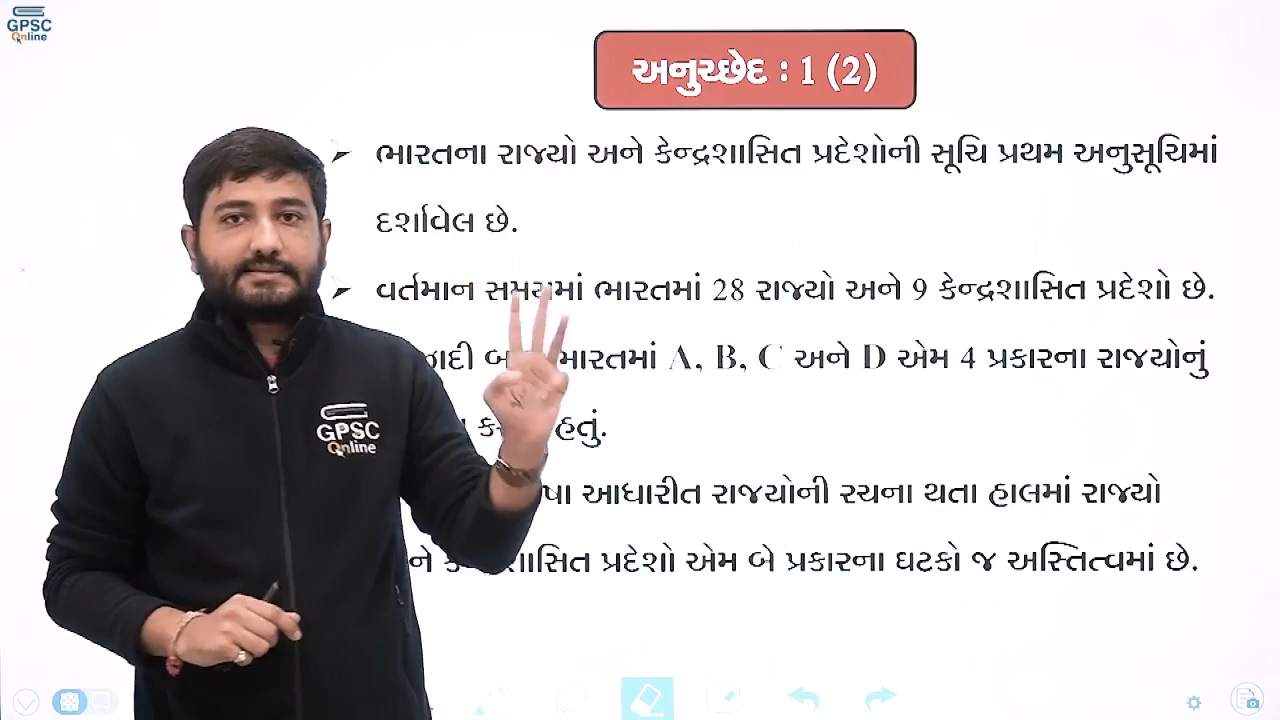 GPSC
Online
અનુચ્છેદ : 1 (2)
ભારતના રાજ્યો અને કેન્દ્રશાસિત પ્રદેશોની સૂચિ પ્રથમ અનુસૂચિમાં
દર્શાવેલ છે.
વર્તમાન સમયમાં ભારતમાં 28 રાજ્યો અને 9 કેન્દ્રશાસિત પ્રદેશો છે.
ભારતમાં A, B, C અને D એમ 4 પ્રકારના રાજ્યોનું
હતું.
આધારીત રાજ્યોની રચના થતા હાલમાં રાજ્યો
પ્રદેશો એમ બે પ્રકારના ઘટકો જ અસ્તિત્વમાં છે.
GPSC
Online